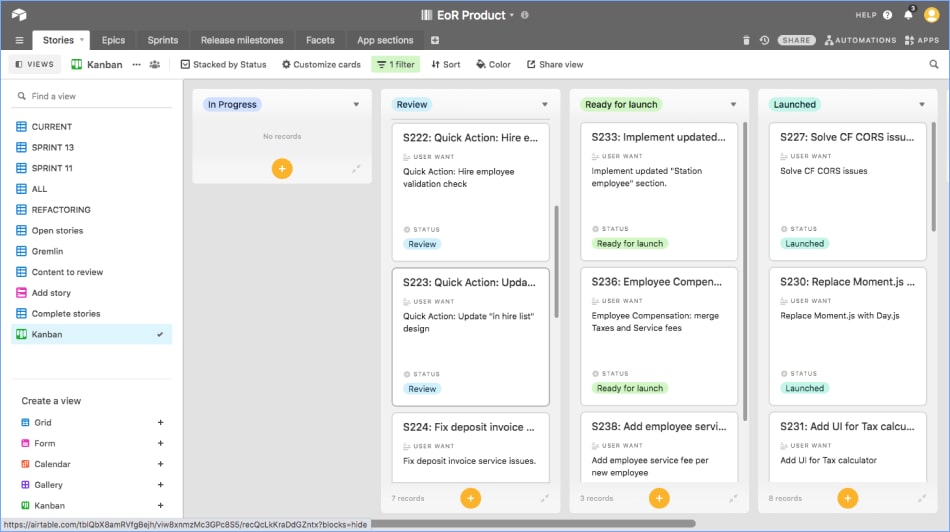 EoR Product
HELP
3
Stories
Epics
Sprints
Release milestones
Facets
App sections
SHARE
AUTOMATIONS
APPS
VIEWS
Kanban
Stacked by Status
Customize cards
1 filter
Sort
Color
Share view
Find a view
CURRENT
SPRINT 13
SPRINT 11
ALL
REFACTORING
Open stories
Gremlin
Content to review
Add story
Complete stories
Kanban
Create a view
Grid
Form
Calendar
Gallery
Kanban
In Progress
No records
Review
S222: Quick Action: Hire e...
USER WANT
Quick Action: Hire employee
validation check
STATUS
Review
S223: Quick Action: Upda...
USER WANT
Quick Action: Update "in hire list"
design
STATUS
Review
S224: Fix deposit invoice ...
USER WANT
Fix deposit invoice service issues.
7 records
Ready for launch
S233: Implement updated...
USER WANT
Implement updated "Station
employee" section.
STATUS
Ready for launch
S236: Employee Compen...
USER WANT
Employee Compensation: merge
Taxes and Service fees
STATUS
Ready for launch
S238: Add employee servi...
USER WANT
Add employee service fee per
new employee
3 records
Launched
S227: Solve CF CORS issu...
USER WANT
Solve CF CORS issues
STATUS
Launched
S230: Replace Moment.js ...
USER WANT
Replace Moment.js with Day.js
STATUS
Launched
S231: Add UI for Tax calcu...
USER WANT
Add UI for Tax calculator
8 records